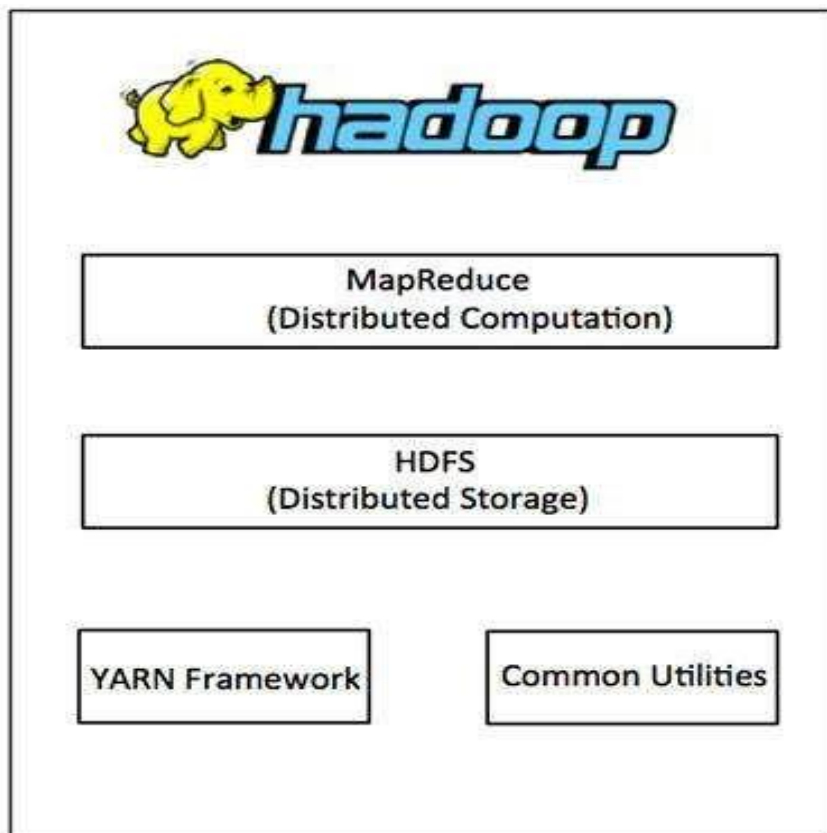 hadoop
MapReduce
(Distributed Computation)
HDFS
(Distributed Storage)
YARN Framework
Common Utilities